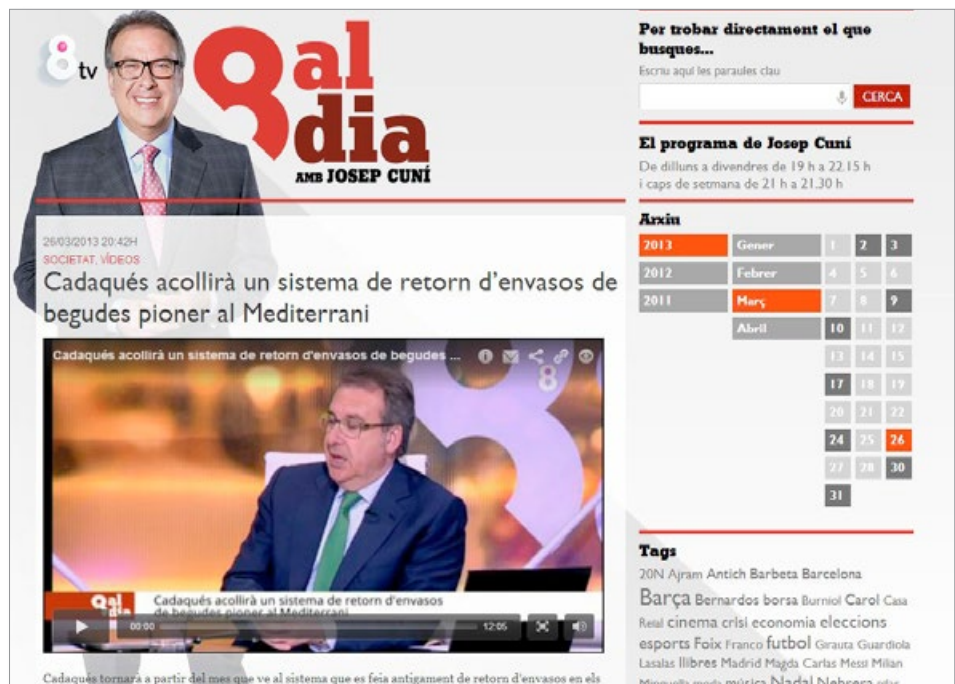 8tv
8 al
dia
AMB JOSEP CUNÍ
26/03/2013 20:42H
SOCIETAT, VÍDEOS
Cadaqués acollirà un sistema de retorn d'envasos de
begudes pioner al Mediterrani
Cadaqués acollirà un sistema de retorn d'envasos de begudes ...
8
8 al
dia
Cadaqués acollirà un sistema de retorn d'envasos
de begudes pioner al Mediterrani
00:00
12:05
Cadaqués tornarà a partir del mes que ve al sistema que es feia antigament de retorn d'envasos en els
Per trobar directament el que
busques...
Escriu aquí les paraules clau
CERCA
El programa de Josep Cuní
De dilluns a divendres de 19 h a 22.15 h
i caps de setmana de 21 h a 21.30 h
Arxiu
2013 Gener 1 2 3
2012 Febrer 4 5 6
2011 Març 7 8 9
Abril 10 11 12
13 14 15
17 18 19
20 21 22
24 25 26
27 28 30
31
Tags
20N Ajram Antich Barbeta Barcelona
Barça Bernardos borsa Burniol Carol Casa
Reial cinema crisi economia eleccions
esports Foix Franco futbol Girauta Guardiola
Lasalas llibres Madrid Magda Carlas Messi Milian
Minguella moda música Nadal Nebrera